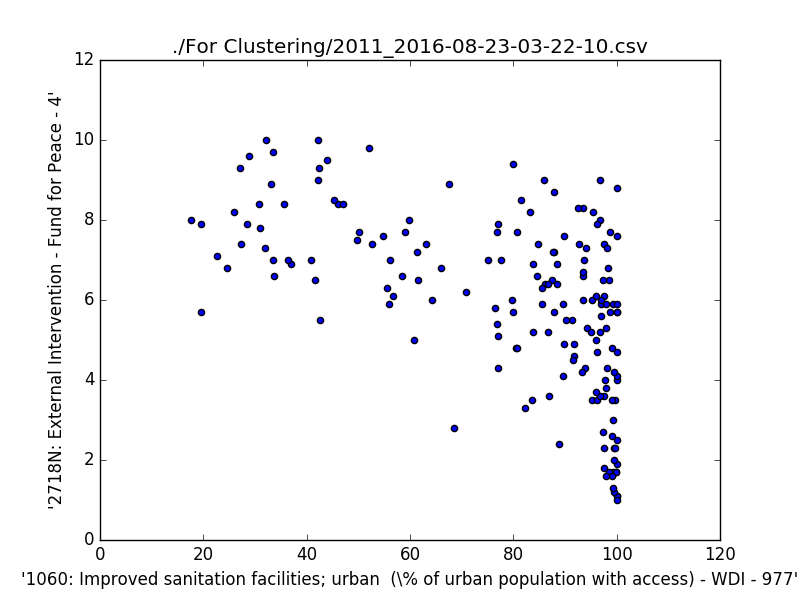 ./For Clustering/2011_2016-08-23-03-22-10.csv
'2718N: External Intervention - Fund for Peace - 4'
12
10
8
6
4
2
0
0 20 40 60 80 100 120
'1060: Improved sanitation facilities; urban  (\% of urban population with access) - WDI - 977'